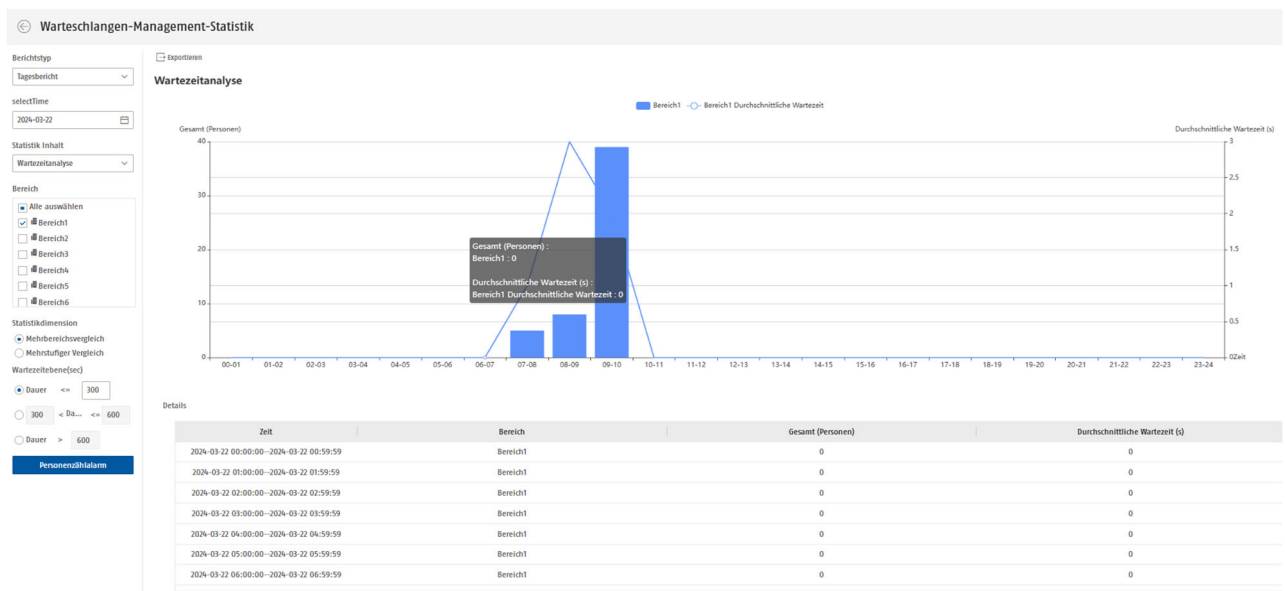 Warteschlangen-Management-Statistik
Berichtstyp
Tagesbericht
selectTime
2024-03-22
Statistik Inhalt
Wartezeitanalyse
Bereich
Alle auswählen
Bereich1
Bereich2
Bereich3
Bereich4
Bereich5
Bereich6
Statistikdimension
Mehrbereichsvergleich
Mehrstufiger Vergleich
Wartezeitebene(sec)
Dauer <= 300
300 < Da... <= 600
Dauer > 600
Personenzählalarm
Exportieren
Wartezeitanalyse
Bereich1 Bereich1 Durchschnittliche Wartezeit
Gesamt (Personen) Durchschnittliche Wartezeit (s)
40 3
2.5
30
2
20 1.5
Gesamt (Personen) :
Bereich1 : 0
Durchschnittliche Wartezeit (s) :
Bereich1 Durchschnittliche Wartezeit : 0
1
10
0.5
0 0Zeit
00-01 01-02 02-03 03-04 04-05 05-06 06-07 07-08 08-09 09-10 10-11 11-12 12-13 13-14 14-15 15-16 16-17 17-18 18-19 19-20 20-21 21-22 22-23 23-24
Details
Zeit Bereich Gesamt (Personen) Durchschnittliche Wartezeit (s)
2024-03-22 00:00:00--2024-03-22 00:59:59 Bereich1 0 0
2024-03-22 01:00:00--2024-03-22 01:59:59 Bereich1 0 0
2024-03-22 02:00:00--2024-03-22 02:59:59 Bereich1 0 0
2024-03-22 03:00:00--2024-03-22 03:59:59 Bereich1 0 0
2024-03-22 04:00:00--2024-03-22 04:59:59 Bereich1 0 0
2024-03-22 05:00:00--2024-03-22 05:59:59 Bereich1 0 0
2024-03-22 06:00:00--2024-03-22 06:59:59 Bereich1 0 0